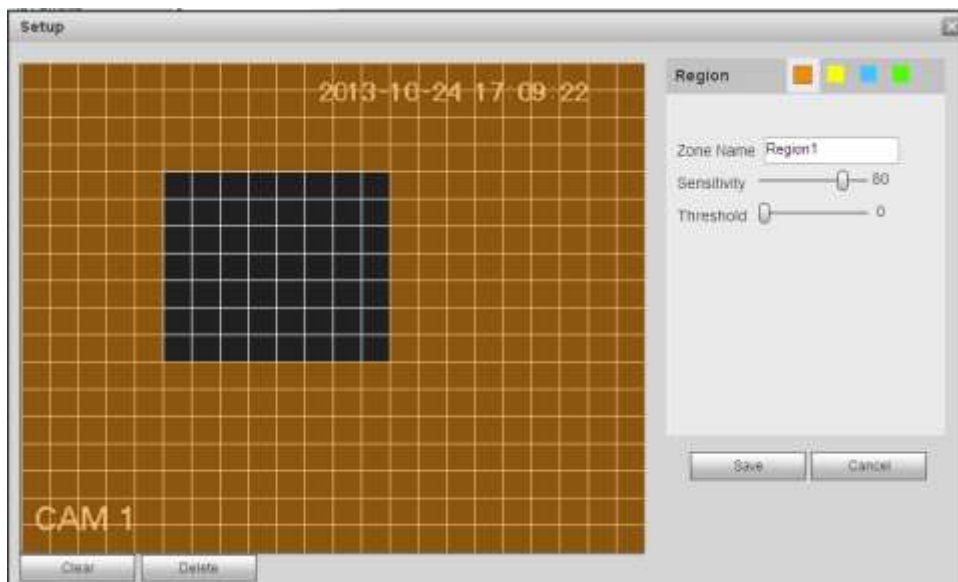 Setup
2013-10-24 17:09:22
Region
Zone Name Region1
Sensitivity 80
Threshold 0
Save Cancel
CAM 1
Clear Delete